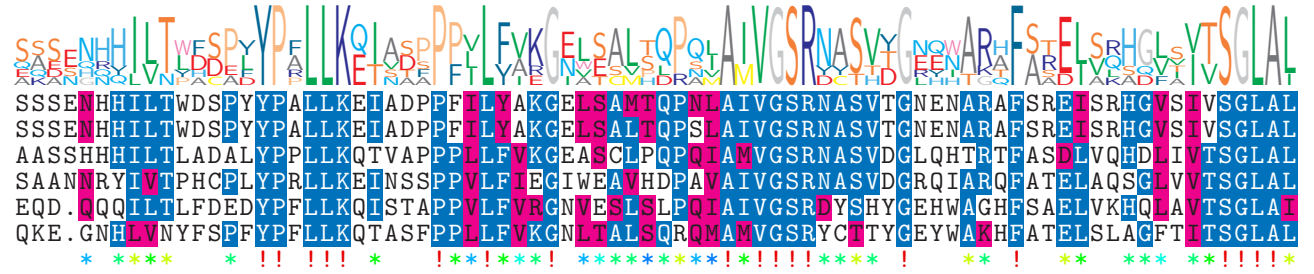 SSSENHHILTWDSPYYPALLKEIADPPFILYAKGELSAMTQPNLAIVGSRNASVTGNENARAFSREISRHGVSIVSGLAL
SSSENHHILTWDSPYYPALLKEIADPPFILYAKGELSALTQPSLAIVGSRNASVTGNENARAFSREISRHGVSIVSGLAL
AASSHHHILTLADALYPPLLKQTVAPPPLLFVKGEASCLPQPQIAMVGSRNASVDGLQHTRTFASDLVQHDLIVTSGLAL
SAANNRYIVTPHCPLYPRLLKEINSSPPVLFIEGIWEAVHDPAVAIVGSRNASVDGRQIARQFATELAQSGLVVTSGLAL
EQD.QQQILTLFDEDYPFLLKQISTAPPVLFVRGNVESLSLPQIAIVGSRDYSHYGEHWAGHFSAELVKHQLAVTSGLAI
QKE.GNHLVNYFSPFYPFLLKQTASFPPLLFVKGNLTALSQRQMAMVGSRYCTTYGEYWAKHFATELSLAGFTITSGLAL